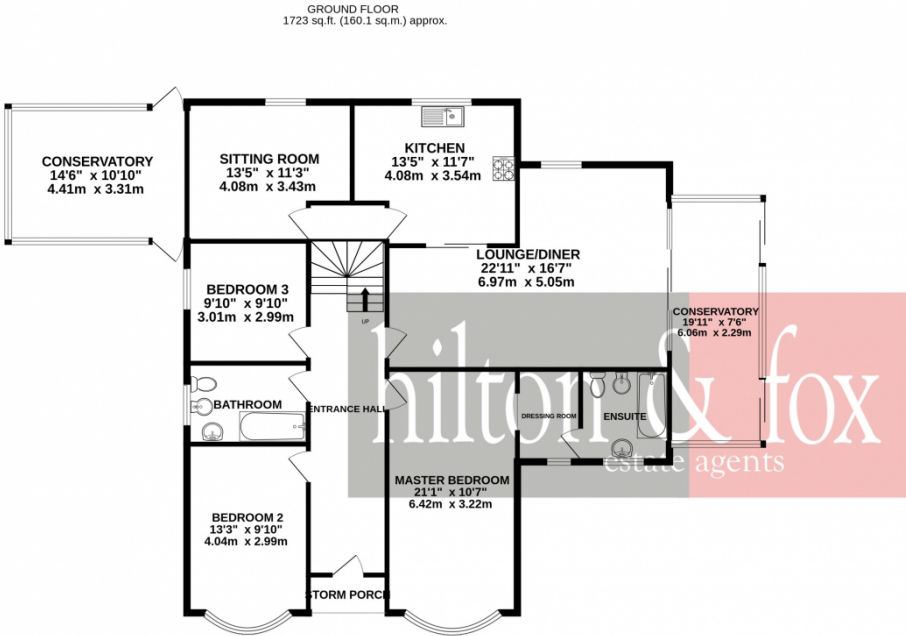 GROUND FLOOR
1723 sq.ft. (160.1 sq.m.) approx.
CONSERVATORY
14'6" x 10'10"
4.41m x 3.31m
SITTING ROOM
13'5" x 11'3"
4.08m x 3.43m
KITCHEN
13'5" x 11'7"
4.08m x 3.54m
LOUNGE/DINER
22'11" x 16'7"
6.97m x 5.05m
BEDROOM 3
9'10" x 9'10"
3.01m x 2.99m
UP
CONSERVATORY
19'11" x 7'6"
6.06m x 2.29m
hilton & fox
estate agents
BATHROOM
ENTRANCE HALL
DRESSING ROOM
ENSUITE
MASTER BEDROOM
21'1" x 10'7"
6.42m x 3.22m
BEDROOM 2
13'3" x 9'10"
4.04m x 2.99m
STORM PORCH